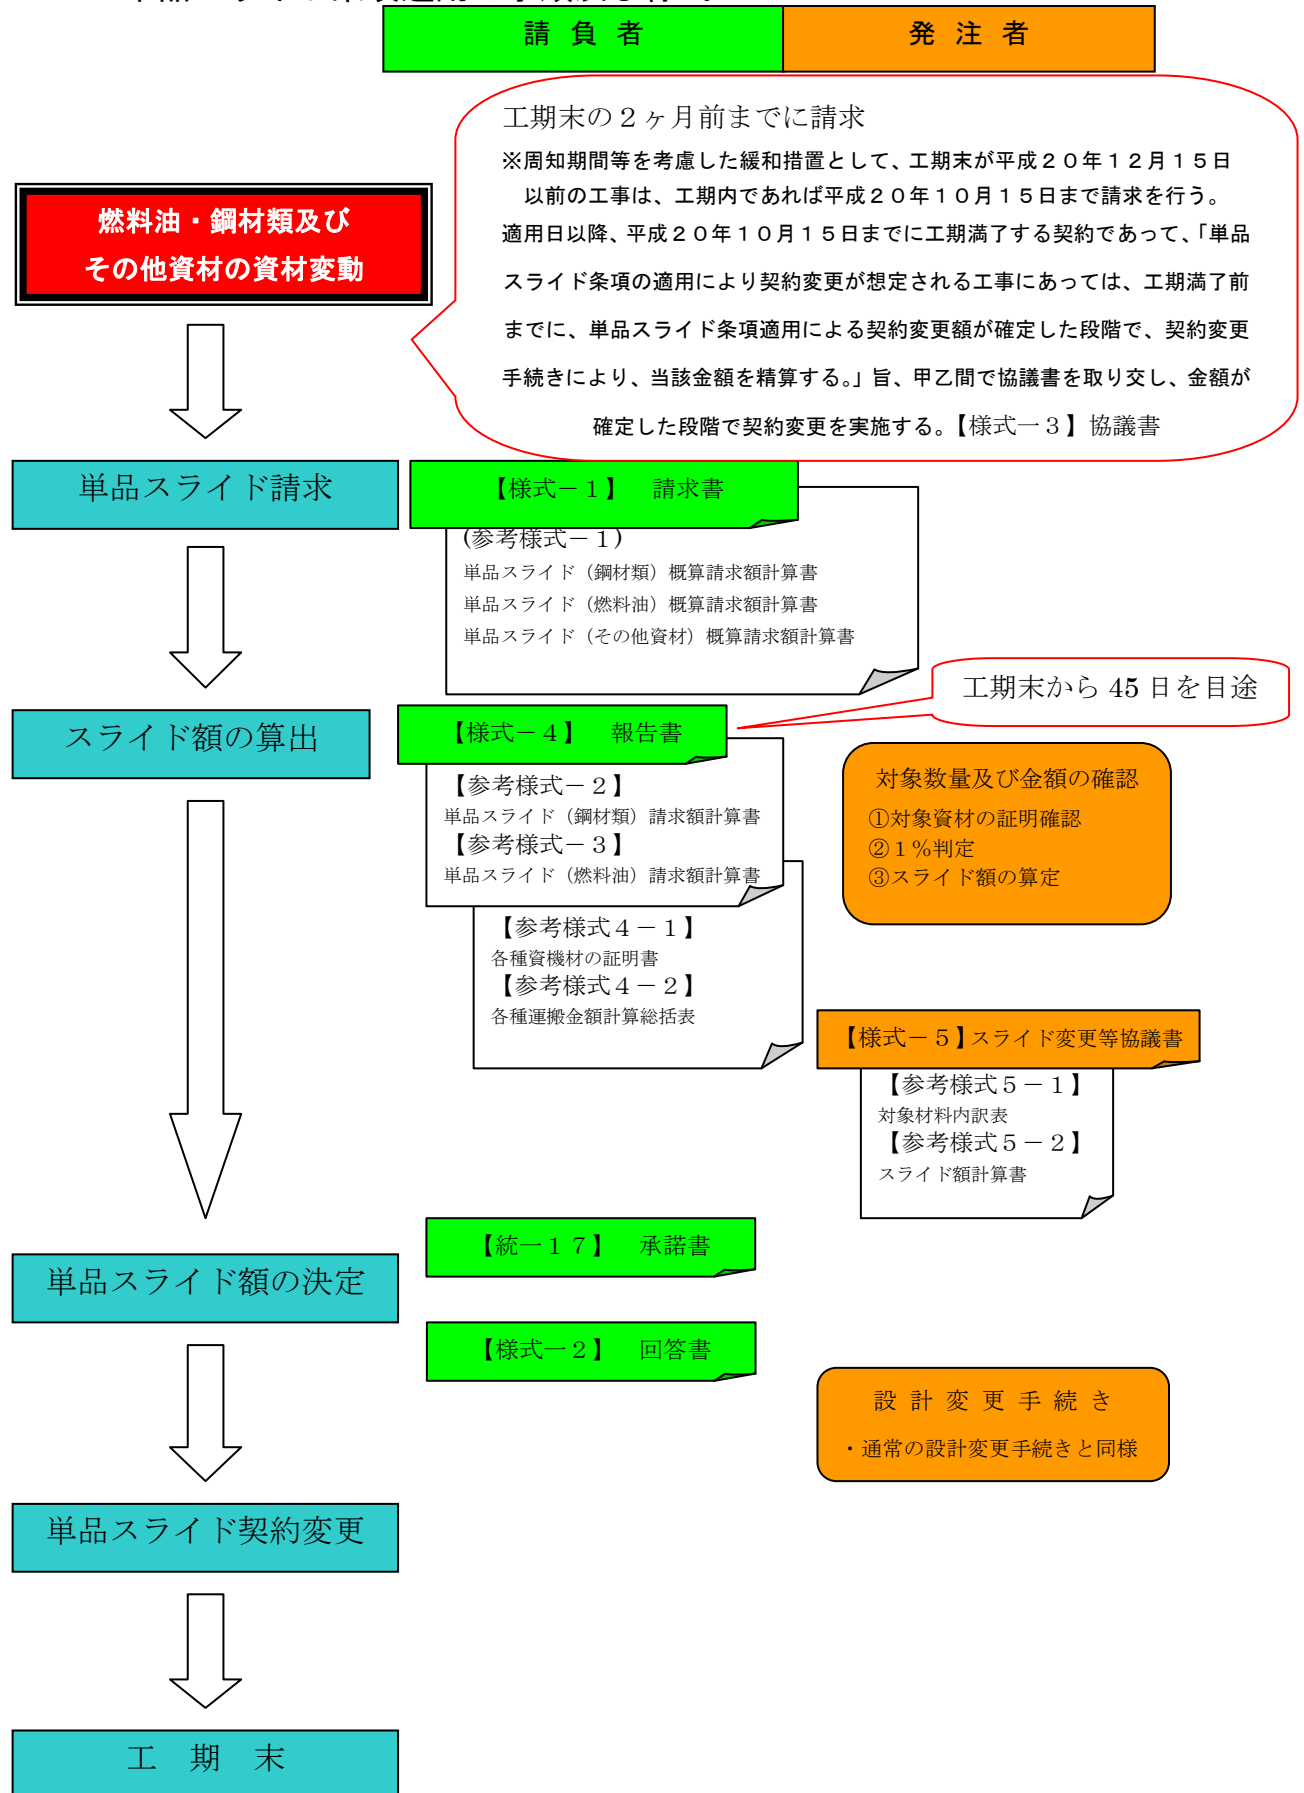 請 負 者
発 注 者
工期末の２ヶ月前までに請求
※周知期間等を考慮した緩和措置として、工期末が平成２０年１２月１５日
以前の工事は、工期内であれば平成２０年１０月１５日まで請求を行う。
適用日以降、平成２０年１０月１５日までに工期満了する契約であって、「単品
スライド条項の適用により契約変更が想定される工事にあっては、工期満了前
までに、単品スライド条項適用による契約変更額が確定した段階で、契約変更
手続きにより、当該金額を精算する。」旨、甲乙間で協議書を取り交し、金額が
確定した段階で契約変更を実施する。【様式－３】協議書
燃料油・鋼材類及び
その他資材の資材変動
単品スライド請求
【様式－１】　請求書
(参考様式－１)
単品スライド（鋼材類）概算請求額計算書
単品スライド（燃料油）概算請求額計算書
単品スライド（その他資材）概算請求額計算書
工期末から 45 日を目途
スライド額の算出
【様式－４】　報告書
【参考様式－２】
単品スライド（鋼材類）請求額計算書
【参考様式－３】
単品スライド（燃料油）請求額計算書
対象数量及び金額の確認
①対象資材の証明確認
②１％判定
③スライド額の算定
【参考様式４－１】
各種資機材の証明書
【参考様式４－２】
各種運搬金額計算総括表
【様式－５】スライド変更等協議書
【参考様式５－１】
対象材料内訳表
【参考様式５－２】
スライド額計算書
単品スライド額の決定
【統一１７】　承諾書
【様式－２】　回答書
設 計 変 更 手 続 き
・通常の設計変更手続きと同様
単品スライド契約変更
工　期　末